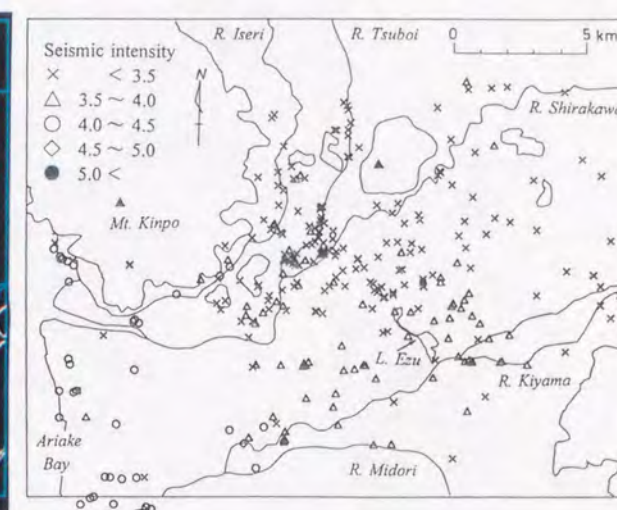 Seismic intensity
× < 3.5
△ 3.5 ~ 4.0
○ 4.0 ~ 4.5
◇ 4.5 ~ 5.0
● 5.0 <
N
R. Iseri
R. Tsuboi
0 5 km
R. Shirakawa
Mt. Kinpo
L. Ezu
R. Kiyama
Ariake
Bay
R. Midori